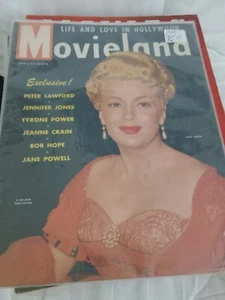 LIFE AND LOVE IN HOLLYWOOD
Movieland
Exclusive!
PETER LAWFORD
JENNIFER JONES
TYRONE POWER
JEANNE CRAIN
BOB HOPE
JANE POWELL